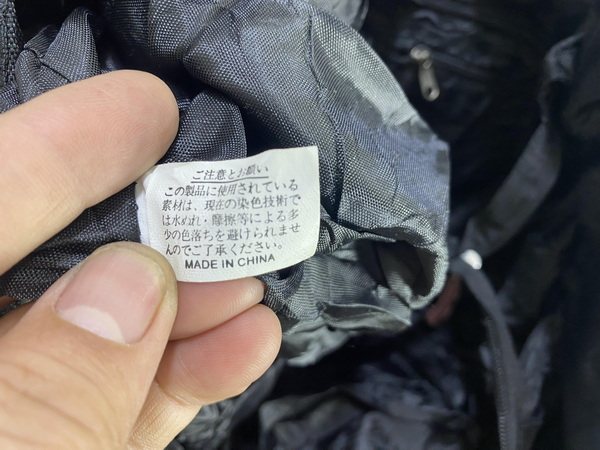 ご注意とお願い
この製品に使用されている
素材は、現在の染色技術で
は水ぬれ・摩擦等による多
少の色落ちを避けられませ
んのでご了承ください。
MADE IN CHINA